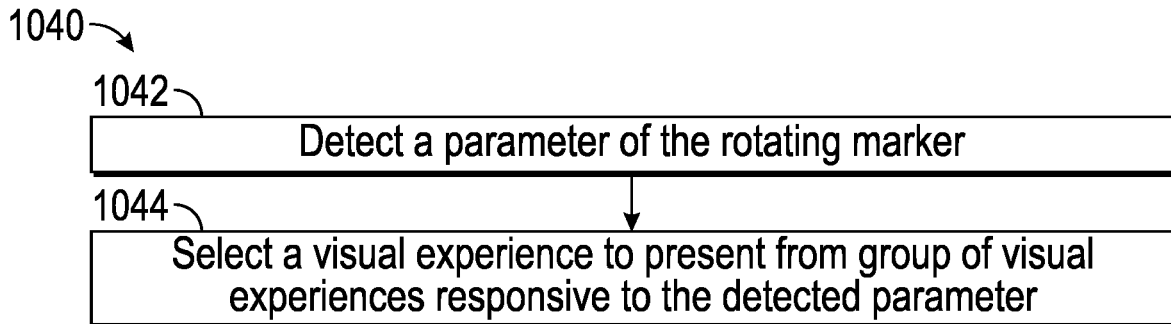 1040
1042
Detect a parameter of the rotating marker
1044
Select a visual experience to present from group of visual
experiences responsive to the detected parameter